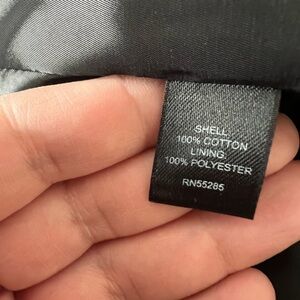 SHELL
100% COTTON
LINING
100% POLYESTER
RN55285